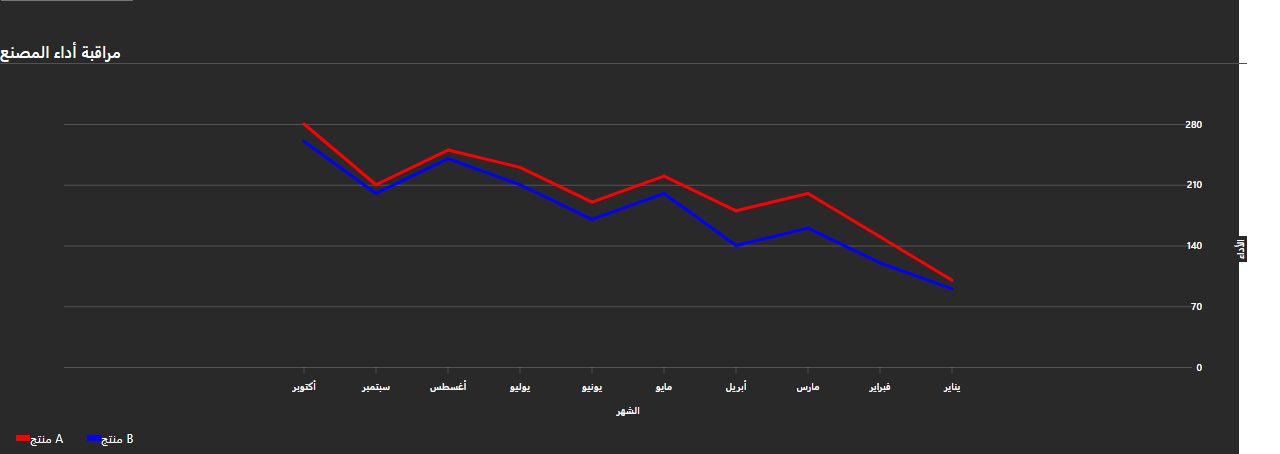 مراقبة أداء المصنع
280
210
140
70
0
الأداء
يناير
فبراير
مارس
أبريل
مايو
يونيو
يوليو
أغسطس
سبتمبر
أكتوبر
الشهر
منتج A
منتج B